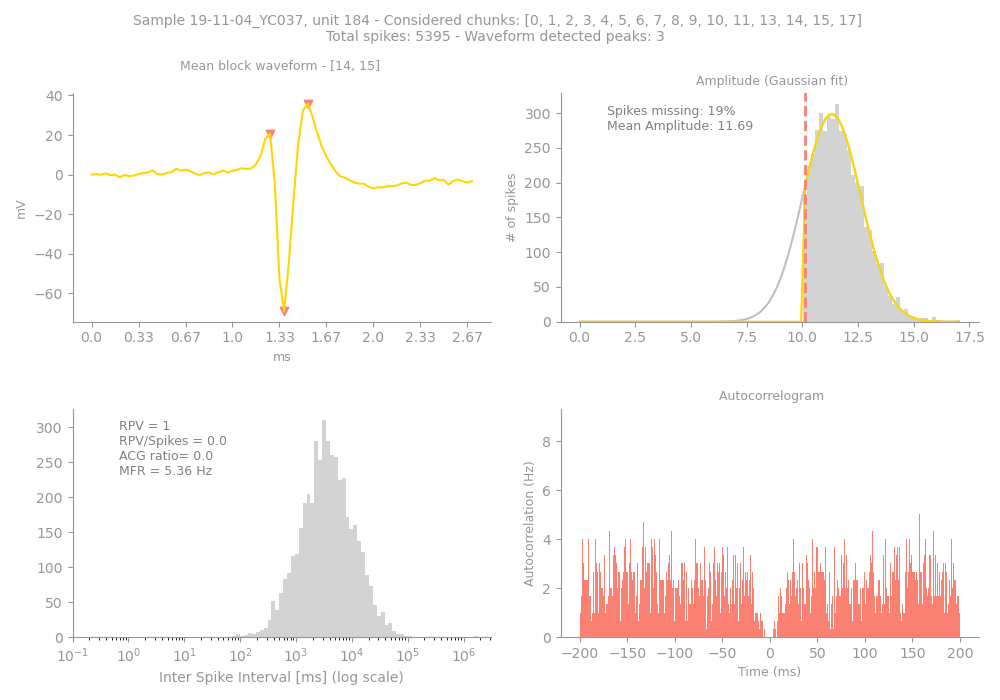 Sample 19-11-04_YC037, unit 184 - Considered chunks: [0, 1, 2, 3, 4, 5, 6, 7, 8, 9, 10, 11, 13, 14, 15, 17]
Total spikes: 5395 - Waveform detected peaks: 3
Mean block waveform - [14, 15]
40
20
0
−20
−40
−60
mV
0.0 0.33 0.67 1.0 1.33 1.67 2.0 2.33 2.67
ms
Amplitude (Gaussian fit)
Spikes missing: 19%
Mean Amplitude: 11.69
300
250
200
150
100
50
0
# of spikes
0.0 2.5 5.0 7.5 10.0 12.5 15.0 17.5
RPV = 1
RPV/Spikes = 0.0
ACG ratio= 0.0
MFR = 5.36 Hz
300
250
200
150
100
50
0
10⁻¹ 10⁰ 10¹ 10² 10³ 10⁴ 10⁵ 10⁶
Inter Spike Interval [ms] (log scale)
Autocorrelogram
8
6
4
2
0
Autocorrelation (Hz)
−200 −150 −100 −50 0 50 100 150 200
Time (ms)